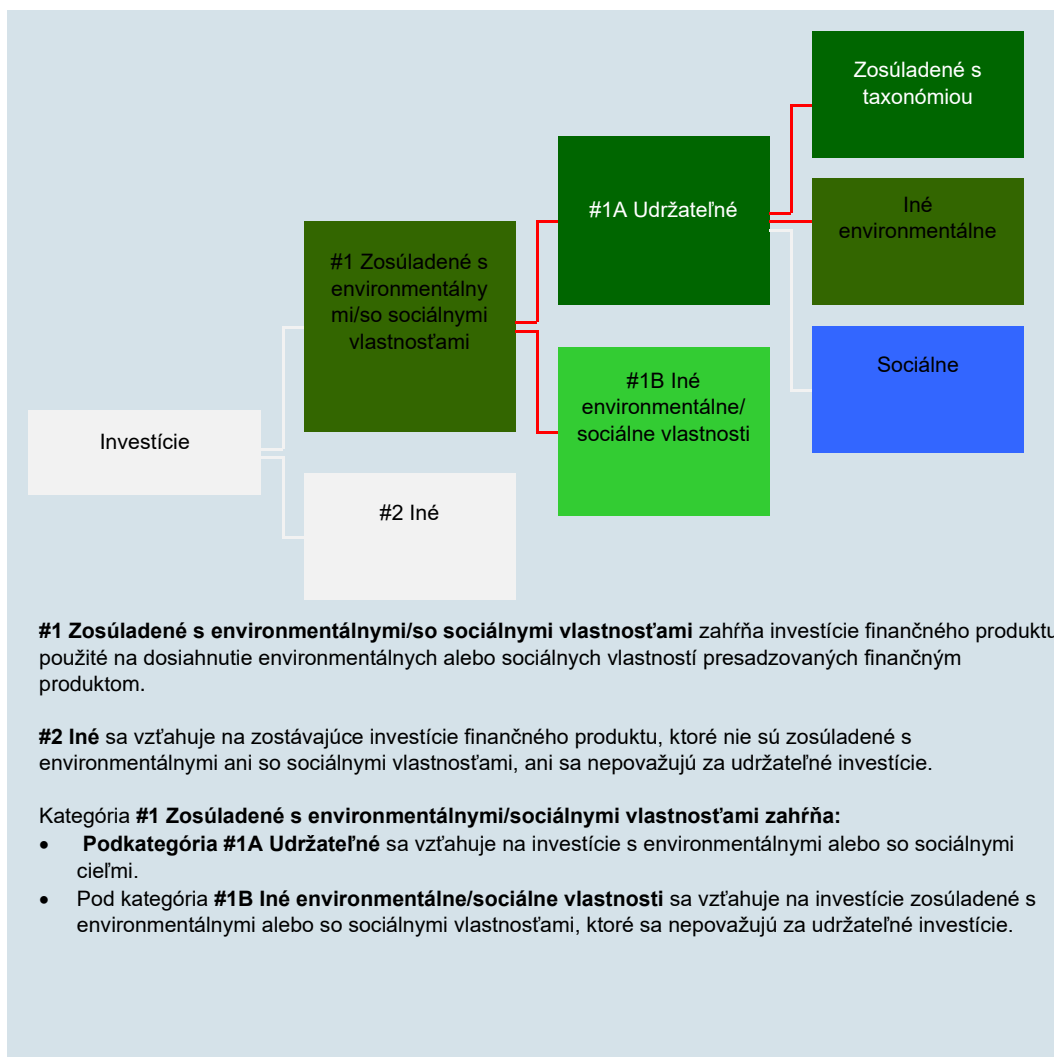 Zosúladené s
taxonómiou
#1A Udržateľné
Iné
environmentálne
#1 Zosúladené s
environmentálny
mi/so sociálnymi
vlastnosťami
Sociálne
#1B Iné
environmentálne/
sociálne vlastnosti
Investície
#2 Iné
#1 Zosúladené s environmentálnymi/so sociálnymi vlastnosťami zahŕňa investície finančného produktu
použité na dosiahnutie environmentálnych alebo sociálnych vlastností presadzovaných finančným
produktom.
#2 Iné sa vzťahuje na zostávajúce investície finančného produktu, ktoré nie sú zosúladené s
environmentálnymi ani so sociálnymi vlastnosťami, ani sa nepovažujú za udržateľné investície.
Kategória #1 Zosúladené s environmentálnymi/sociálnymi vlastnosťami zahŕňa:
• Podkategória #1A Udržateľné sa vzťahuje na investície s environmentálnymi alebo so sociálnymi
cieľmi.
• Pod kategória #1B Iné environmentálne/sociálne vlastnosti sa vzťahuje na investície zosúladené s
environmentálnymi alebo so sociálnymi vlastnosťami, ktoré sa nepovažujú za udržateľné investície.